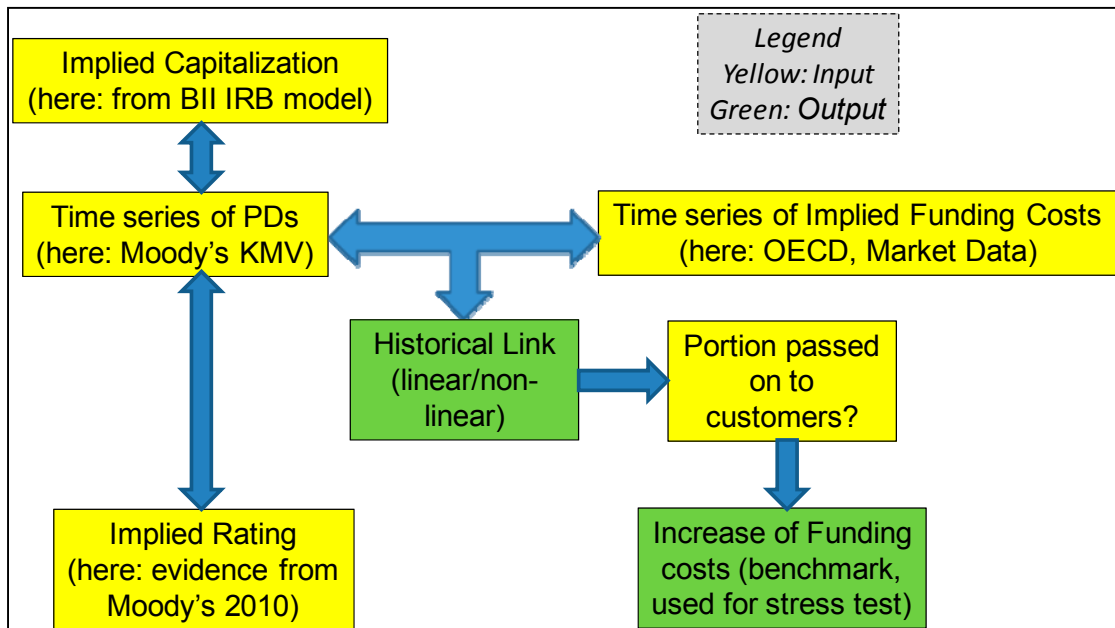 Implied Capitalization
(here: from BII IRB model)
Legend
Yellow: Input
Green: Output
Time series of PDs
(here: Moody’s KMV)
Time series of Implied Funding Costs
(here: OECD, Market Data)
Historical Link
(linear/non-
linear)
Portion passed
on to
customers?
Implied Rating
(here: evidence from
Moody’s 2010)
Increase of Funding
costs (benchmark,
used for stress test)